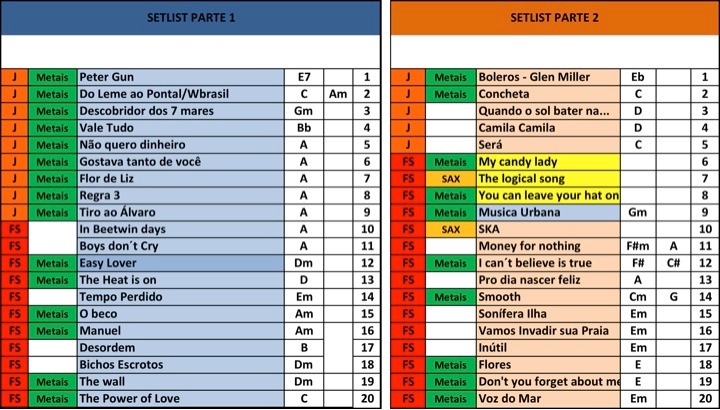 SETLIST PARTE 1
J Metais Peter Gun E7 1
J Metais Do Leme ao Pontal/Wbrasil C Am 2
J Metais Descobridor dos 7 mares Gm 3
J Metais Vale Tudo Bb 4
J Metais Não quero dinheiro A 5
J Metais Gostava tanto de você A 6
J Metais Flor de Liz A 7
J Metais Regra 3 A 8
J Metais Tiro ao Álvaro A 9
FS In Beetwin days A 10
FS Boys don´t Cry A 11
FS Metais Easy Lover Dm 12
FS Metais The Heat is on D 13
FS Tempo Perdido Em 14
FS Metais O beco Am 15
FS Metais Manuel Am 16
FS Desordem B 17
FS Bichos Escrotos Dm 18
FS Metais The wall Dm 19
FS Metais The Power of Love C 20
SETLIST PARTE 2
J Metais Boleros - Glen Miller Eb 1
J Metais Concheta C 2
J Quando o sol bater na... D 3
J Camila Camila D 4
J Será C 5
FS Metais My candy lady 6
FS SAX The logical song 7
FS Metais You can leave your hat on 8
FS Metais Musica Urbana Gm 9
FS SAX SKA 10
FS Money for nothing F#m A 11
FS Metais I can´t believe is true F# C# 12
FS Pro dia nascer feliz A 13
FS Metais Smooth Cm G 14
FS Sonífera Ilha Em 15
FS Vamos Invadir sua Praia Em 16
FS Inútil Em 17
FS Metais Flores E 18
FS Metais Don't you forget about me E 19
FS Metais Voz do Mar Em 20